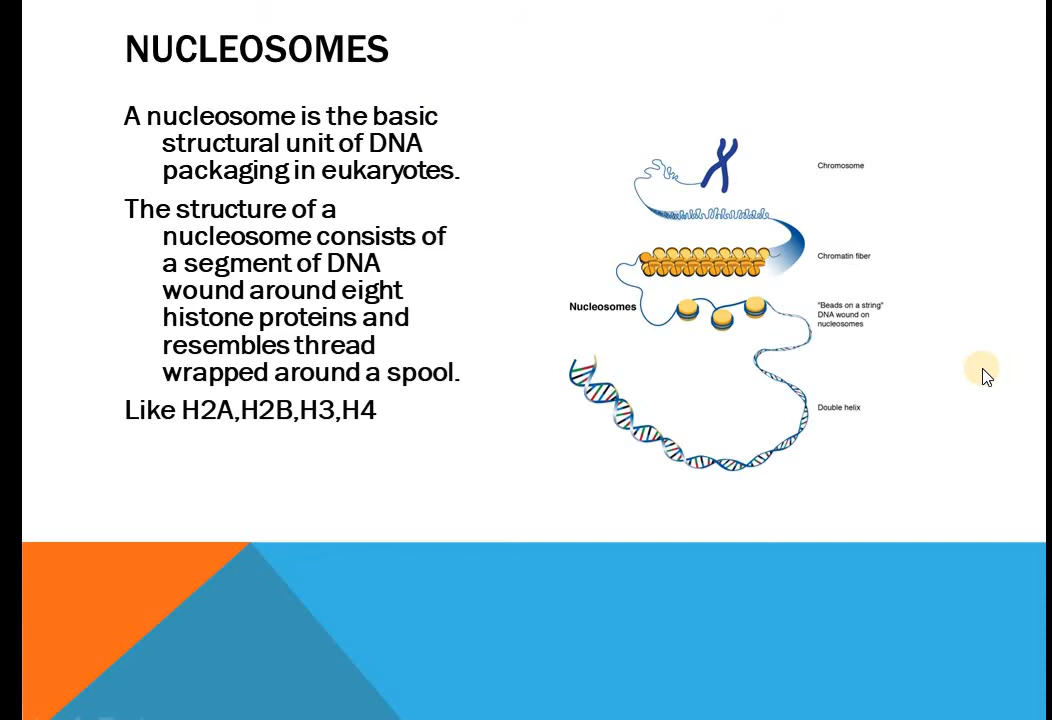 NUCLEOSOMES
A nucleosome is the basic
structural unit of DNA
packaging in eukaryotes.
The structure of a
nucleosome consists of
a segment of DNA
wound around eight
histone proteins and
resembles thread
wrapped around a spool.
Like H2A,H2B,H3,H4
Chromosome
Chromatin fiber
Nucleosomes
"Beads on a string"
DNA wound on
nucleosomes
Double helix